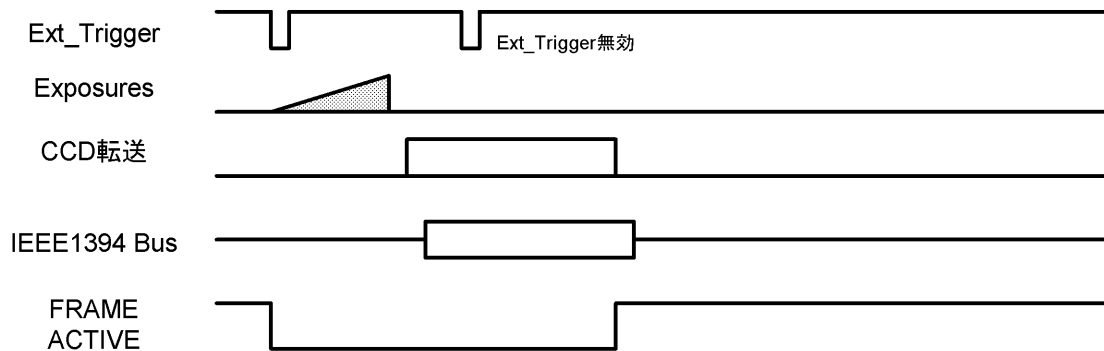 Ext_Trigger
Ext_Trigger無効
Exposures
CCD転送
IEEE1394 Bus
FRAME
ACTIVE